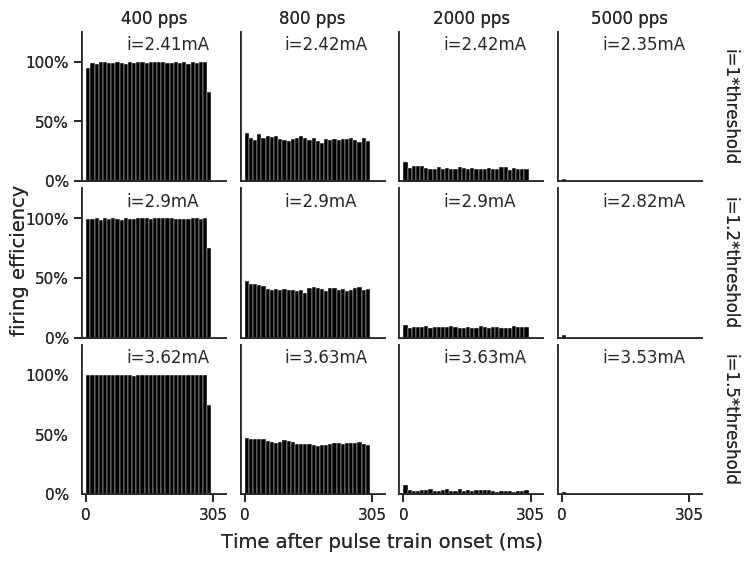 400 pps 800 pps 2000 pps 5000 pps
i=2.41mA i=2.42mA i=2.42mA i=2.35mA
100%
50%
0%
i=1*threshold
i=2.9mA i=2.9mA i=2.9mA i=2.82mA
100%
50%
0%
i=1.2*threshold
i=3.62mA i=3.63mA i=3.63mA i=3.53mA
100%
50%
0%
i=1.5*threshold
firing efficiency
0 305 0 305 0 305 0 305
Time after pulse train onset (ms)